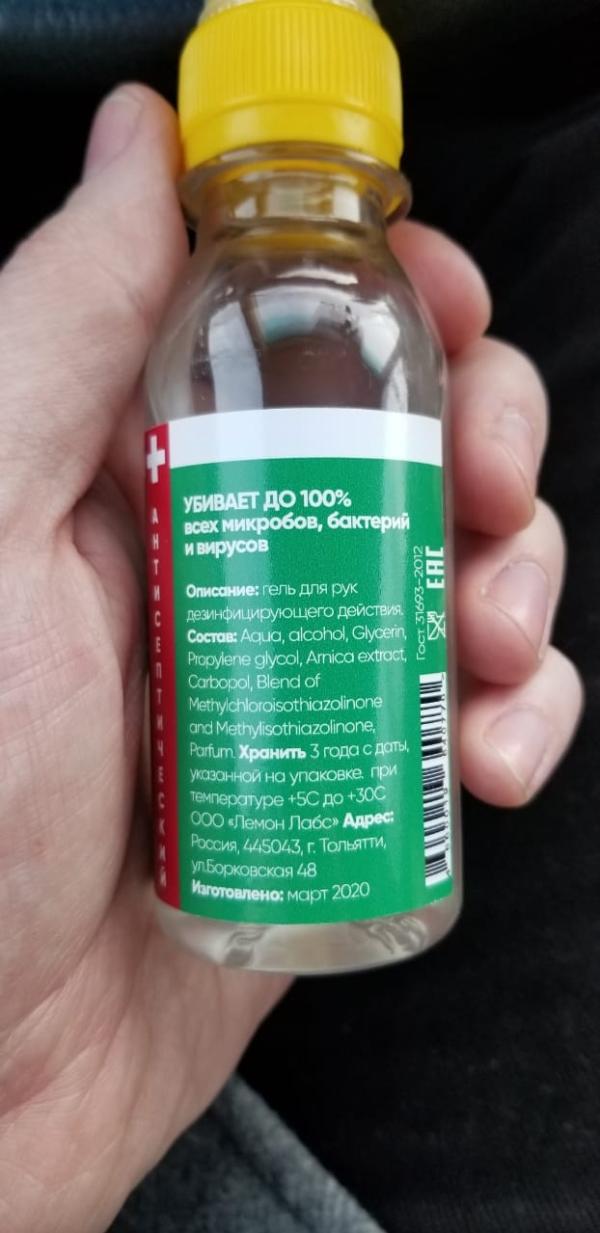 АНТИСЕПТИЧЕСКИЙ
УБИВАЕТ ДО 100%
всех микробов, бактерий
и вирусов
Описание: гель для рук
дезинфицирующего действия.
Состав: Aqua, alcohol, Glycerin,
Propylene glycol, Arnica extract,
Carbopol, Blend of
Methylchloroisothiazolinone
and Methylisothiazolinone,
Parfum. Хранить 3 года с даты,
указанной на упаковке. при
температуре +5С до +30С
ООО «Лемон Лабс» Адрес:
Россия, 445043, г. Тольятти,
ул.Борковская 48
Изготовлено: март 2020
Гост 31693-2012
EAC